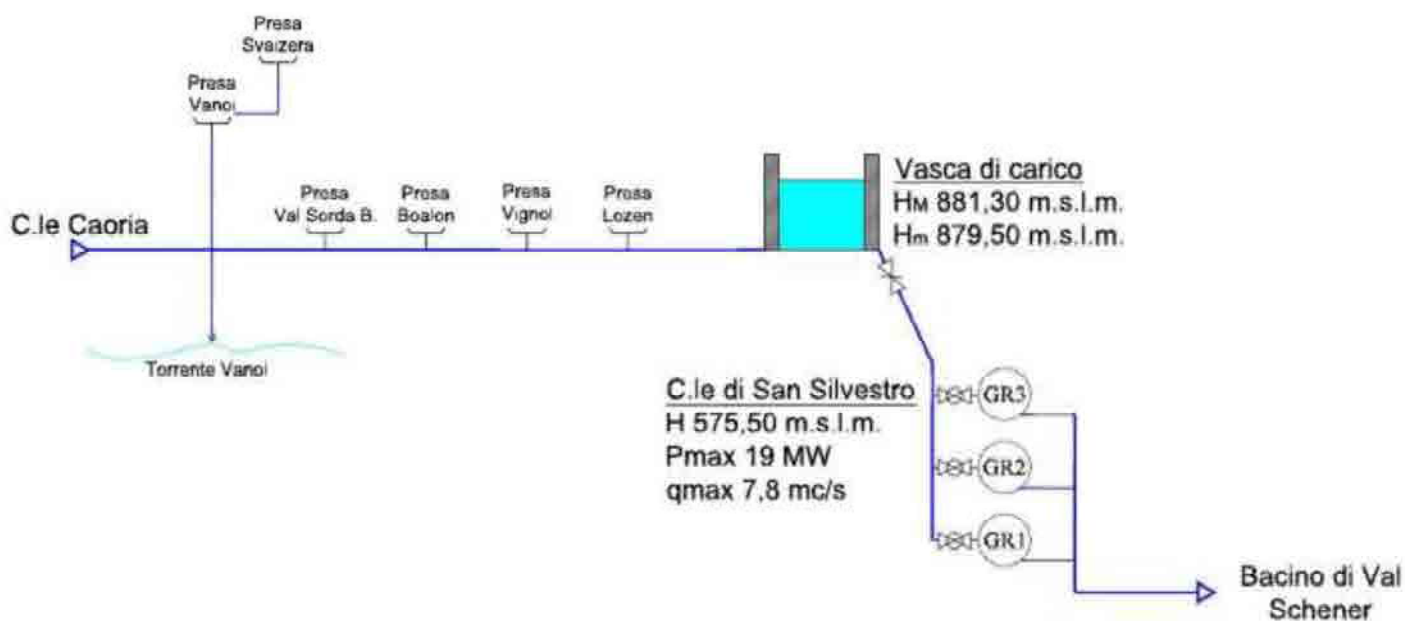 Presa
Svaizera
Presa
Vanoi
Presa
Val Sorda B.
Presa
Boalon
Presa
Vignol
Presa
Lozen
C.le Caoria
Vasca di carico
HM 881,30 m.s.l.m.
Hm 879,50 m.s.l.m.
Torrente Vanoi
C.le di San Silvestro
H 575,50 m.s.l.m.
Pmax 19 MW
qmax 7,8 mc/s
GR3
GR2
GR1
Bacino di Val
Schener